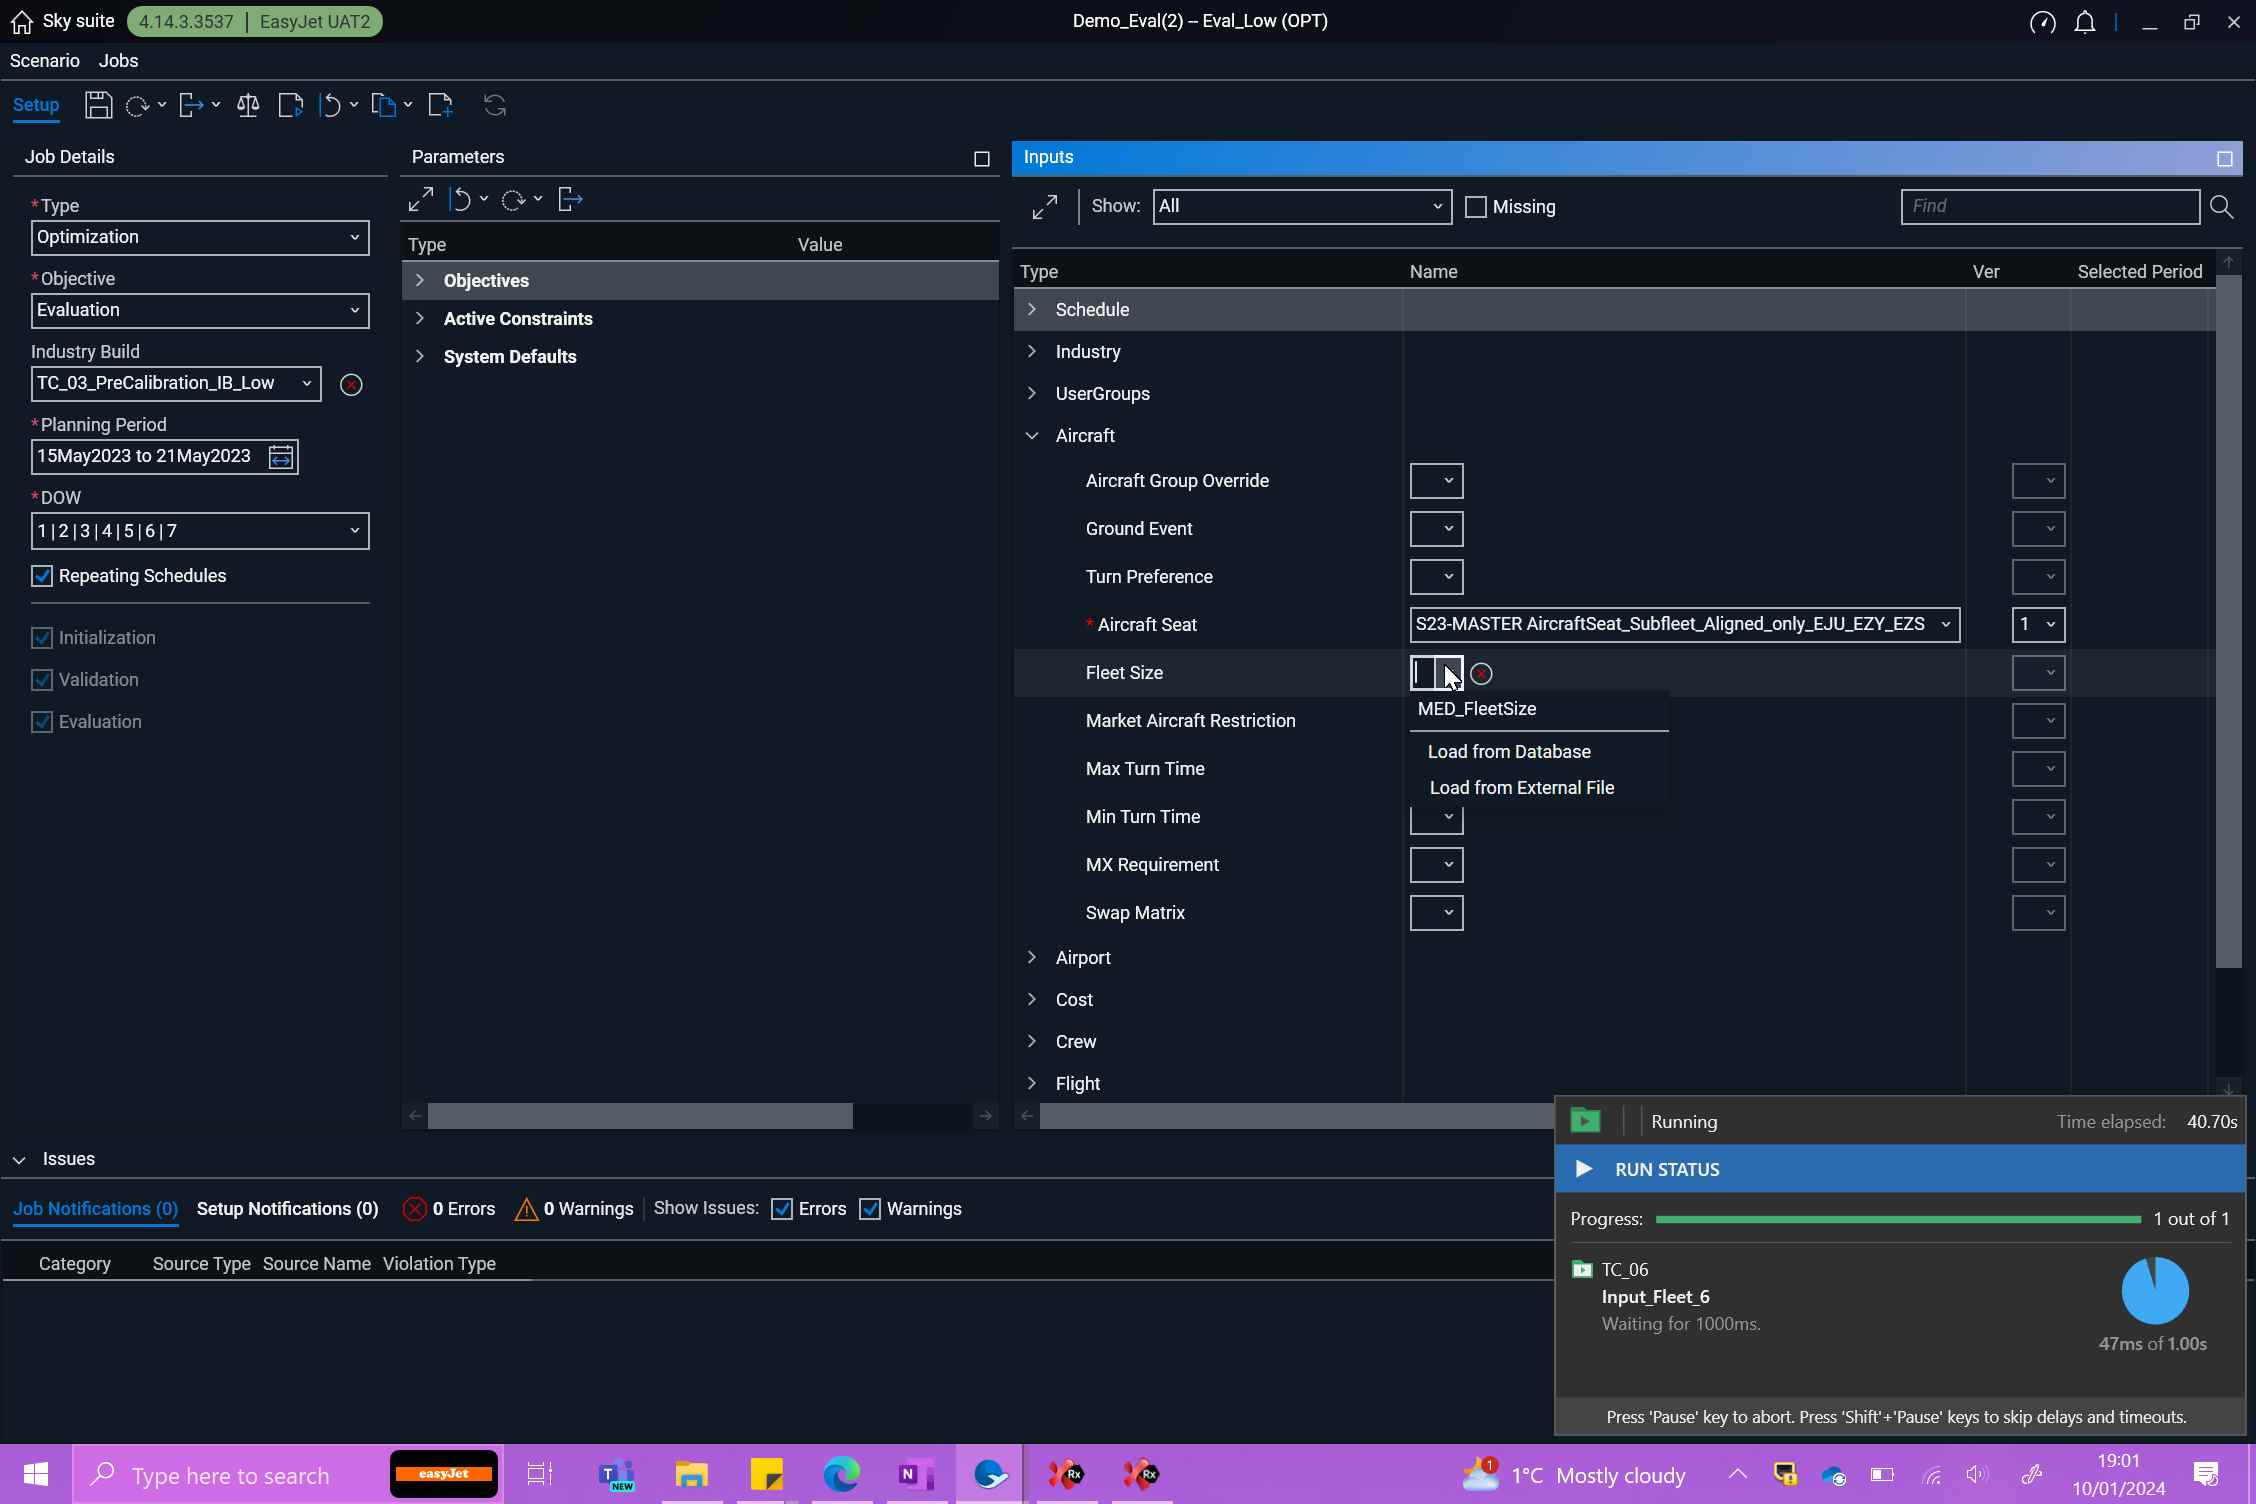 Sky suite 4.14.3.3537 | EasyJet UAT2 Demo_Eval(2) -- Eval_Low (OPT)
Scenario Jobs
Setup
Job Details
*Type
Optimization
*Objective
Evaluation
Industry Build
TC_03_PreCalibration_IB_Low
*Planning Period
15May2023 to 21May2023
*DOW
1|2|3|4|5|6|7
Repeating Schedules
Initialization
Validation
Evaluation
Parameters
Type Value
Objectives
Active Constraints
System Defaults
Inputs
Show: All Missing Find
Type Name Ver Selected Period
Schedule
Industry
UserGroups
Aircraft
Aircraft Group Override
Ground Event
Turn Preference
* Aircraft Seat S23-MASTER AircraftSeat_Subfleet_Aligned_only_EJU_EZY_EZS 1
Fleet Size
MED_FleetSize
Market Aircraft Restriction
Load from Database
Max Turn Time
Load from External File
Min Turn Time
MX Requirement
Swap Matrix
Airport
Cost
Crew
Flight
Issues
Job Notifications (0) Setup Notifications (0) 0 Errors 0 Warnings Show Issues: Errors Warnings
Category Source Type Source Name Violation Type
Running Time elapsed: 40.70s
RUN STATUS
Progress: 1 out of 1
TC_06
Input_Fleet_6
Waiting for 1000ms.
47ms of 1.00s
Press 'Pause' key to abort. Press 'Shift'+'Pause' keys to skip delays and timeouts.
Type here to search easyJet T NEW N Rx Rx 1 1°C Mostly cloudy 19:01
10/01/2024